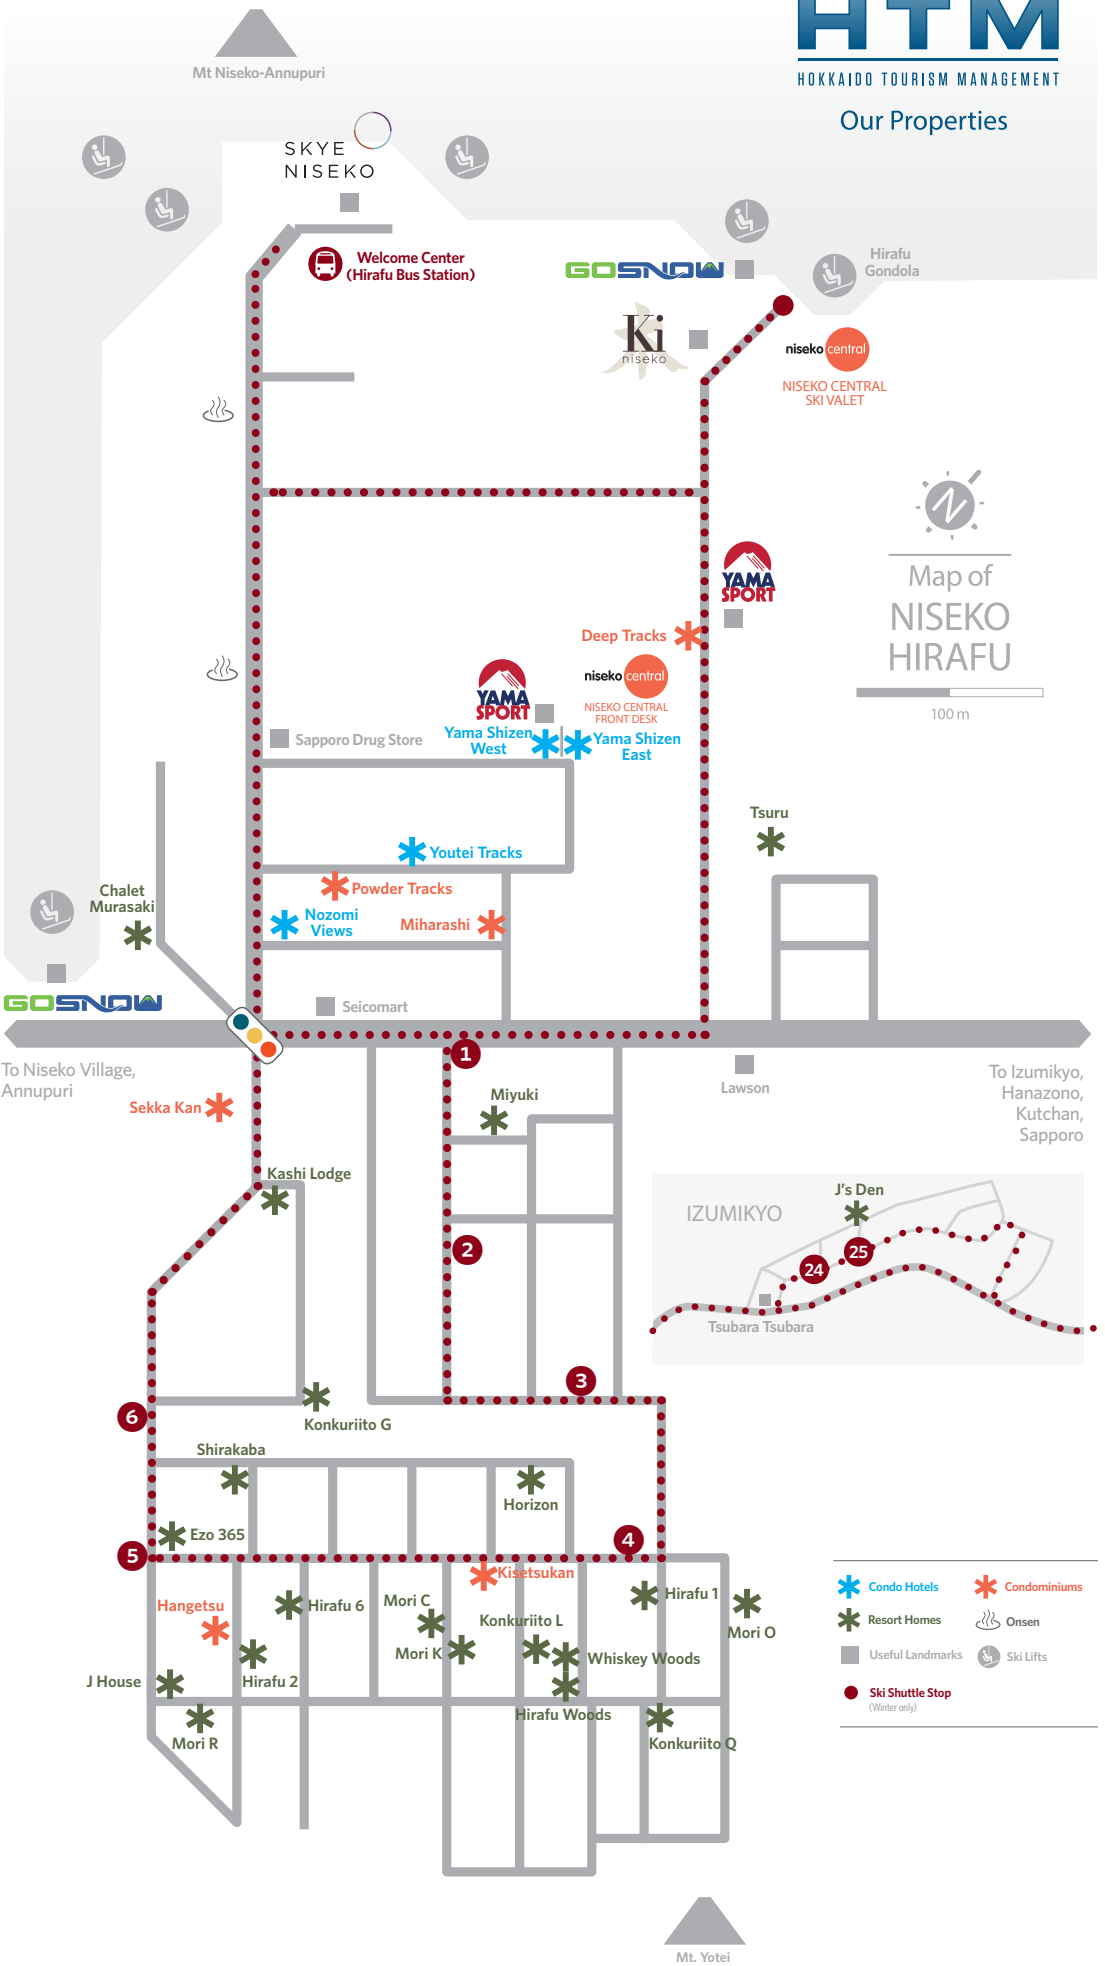 HTM
HOKKAIDO TOURISM MANAGEMENT
Our Properties
Mt Niseko-Annupuri
SKYE
NISEKO
Welcome Center
(Hirafu Bus Station)
GOSNOW
Hirafu
Gondola
Ki
niseko
niseko central
NISEKO CENTRAL
SKI VALET
N
Map of
NISEKO
HIRAFU
100 m
YAMA
SPORT
Deep Tracks
niseko central
NISEKO CENTRAL
FRONT DESK
YAMA
SPORT
Yama Shizen
West
Yama Shizen
East
Sapporo Drug Store
Tsuru
Youtei Tracks
Powder Tracks
Chalet
Murasaki
Nozomi
Views
Miharashi
GOSNOW
Seicomart
To Niseko Village,
Annupuri
1
Lawson
To Izumikyo,
Hanazono,
Kutchan,
Sapporo
Sekka Kan
Miyuki
Kashi Lodge
2
IZUMIKYO
J's Den
24
25
Tsubara Tsubara
3
6
Konkuriito G
Shirakaba
Horizon
Ezo 365
5
4
Kisetsukan
Hangetsu
Hirafu 6
Mori C
Konkuriito L
Hirafu 1
Mori O
Mori K
Whiskey Woods
J House
Hirafu 2
Hirafu Woods
Mori R
Konkuriito Q
Condo Hotels
Condominiums
Resort Homes
Onsen
Useful Landmarks
Ski Lifts
Ski Shuttle Stop
(Winter only)
Mt. Yotei